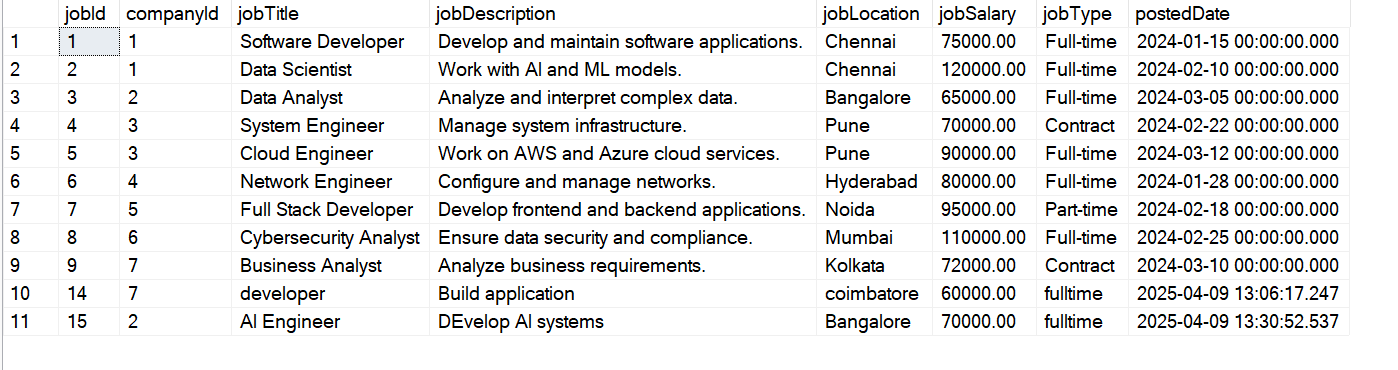 jobId companyId jobTitle jobDescription jobLocation jobSalary jobType postedDate
1 1 1 Software Developer Develop and maintain software applications. Chennai 75000.00 Full-time 2024-01-15 00:00:00.000
2 2 1 Data Scientist Work with AI and ML models. Chennai 120000.00 Full-time 2024-02-10 00:00:00.000
3 3 2 Data Analyst Analyze and interpret complex data. Bangalore 65000.00 Full-time 2024-03-05 00:00:00.000
4 4 3 System Engineer Manage system infrastructure. Pune 70000.00 Contract 2024-02-22 00:00:00.000
5 5 3 Cloud Engineer Work on AWS and Azure cloud services. Pune 90000.00 Full-time 2024-03-12 00:00:00.000
6 6 4 Network Engineer Configure and manage networks. Hyderabad 80000.00 Full-time 2024-01-28 00:00:00.000
7 7 5 Full Stack Developer Develop frontend and backend applications. Noida 95000.00 Part-time 2024-02-18 00:00:00.000
8 8 6 Cybersecurity Analyst Ensure data security and compliance. Mumbai 110000.00 Full-time 2024-02-25 00:00:00.000
9 9 7 Business Analyst Analyze business requirements. Kolkata 72000.00 Contract 2024-03-10 00:00:00.000
10 14 7 developer Build application coimbatore 60000.00 fulltime 2025-04-09 13:06:17.247
11 15 2 AI Engineer DEvelop AI systems Bangalore 70000.00 fulltime 2025-04-09 13:30:52.537